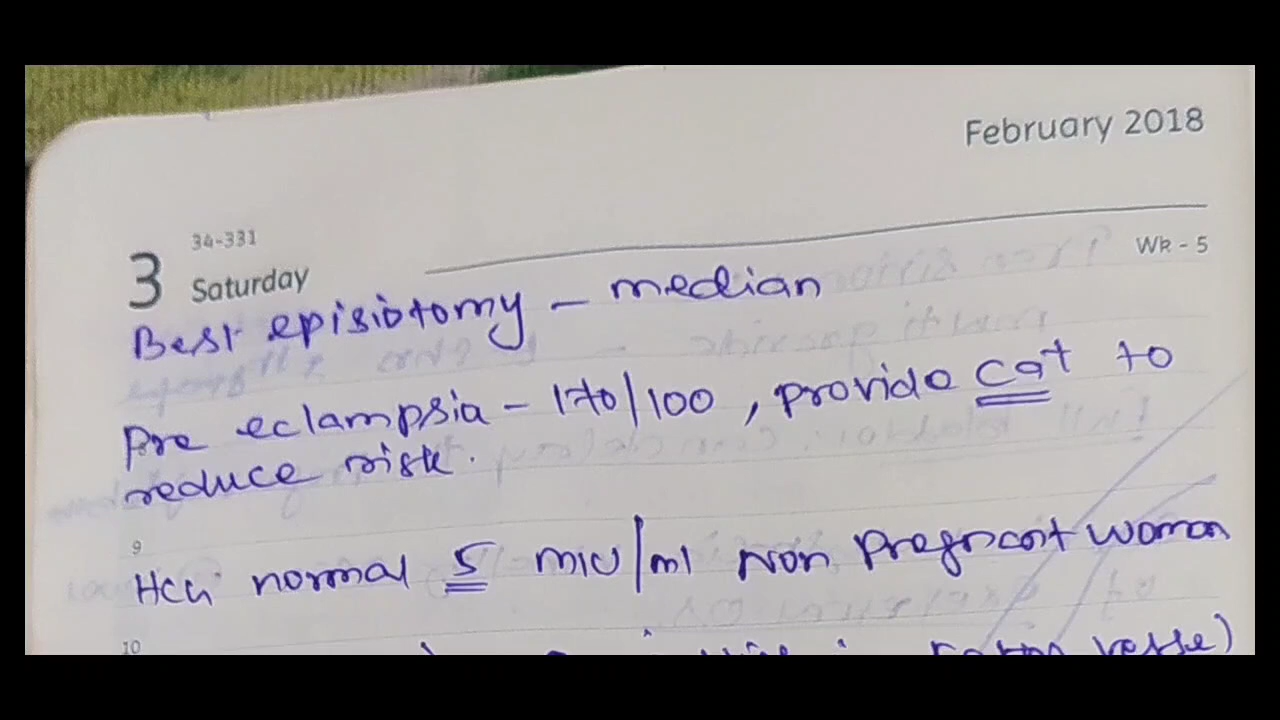 February 2018
34-331
3 Saturday
Wk - 5
Best episiotomy - median
Pre eclampsia - 170/100, provide Cat to
reduce risk.
9
HCG normal 5 mIU/ml Non pregnant woman
10